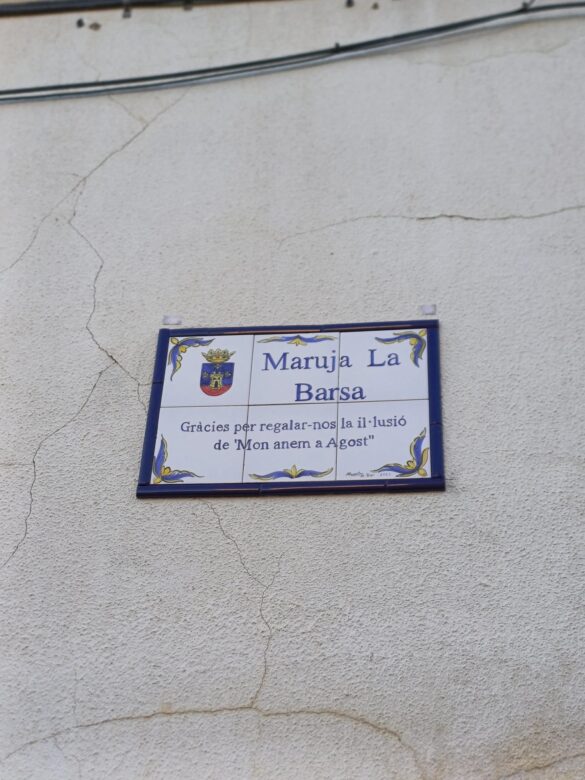 Maruja La
Barsa
Gràcies per regalar-nos la il·lusió
de "Mon anem a Agost"